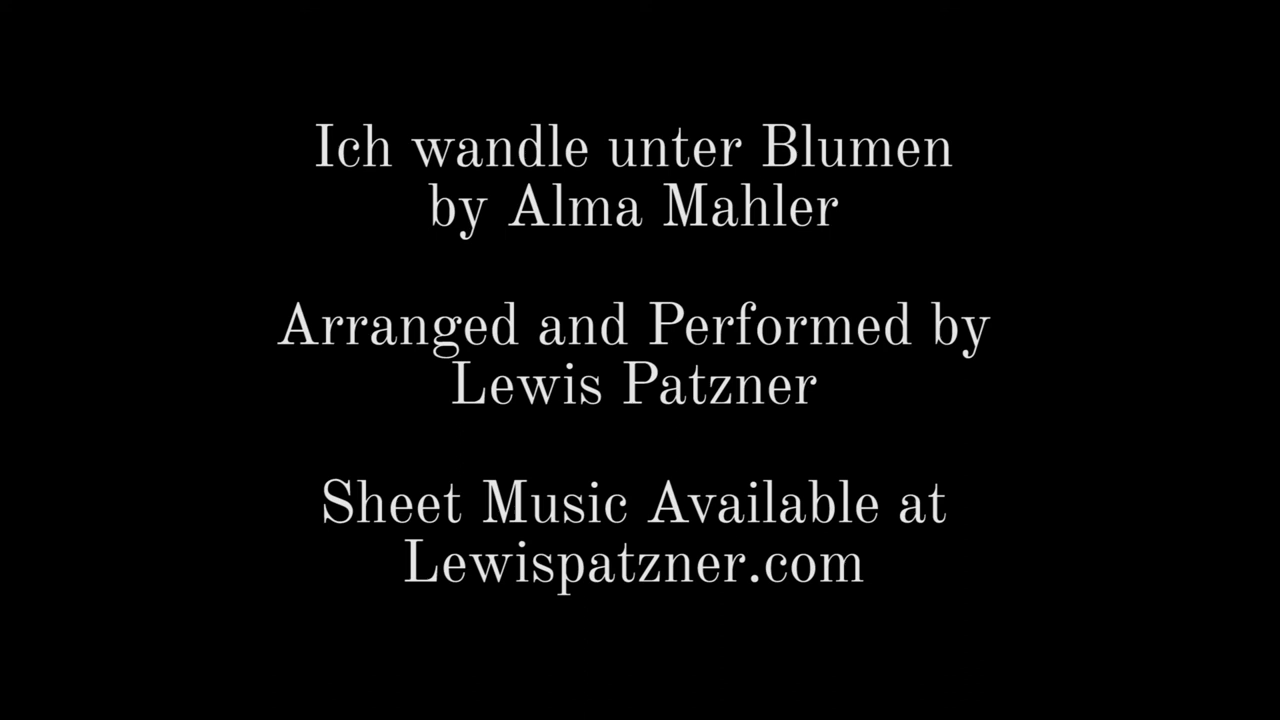 Ich wandle unter Blumen
by Alma Mahler
Arranged and Performed by
Lewis Patzner
Sheet Music Available at
Lewispatzner.com